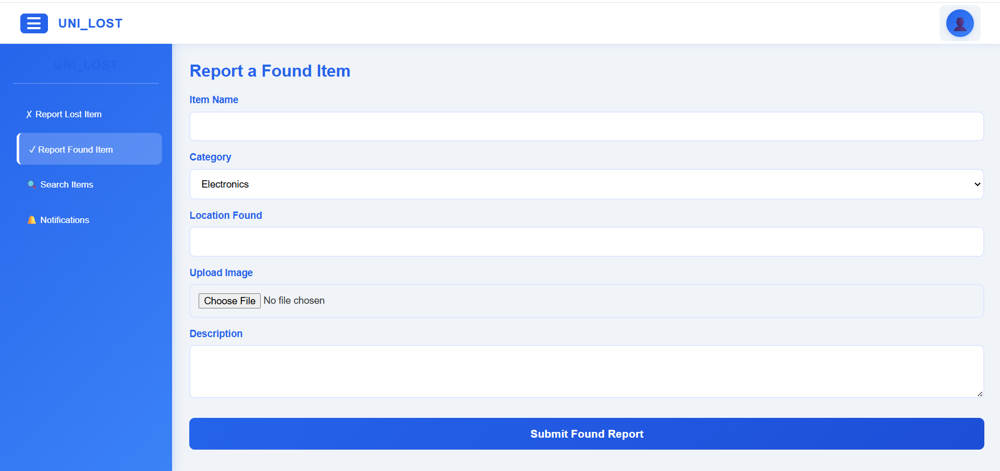 UNI_LOST
UNI_LOST
✗ Report Lost Item
✓ Report Found Item
🔍 Search Items
🔔 Notifications
Report a Found Item
Item Name
Category
Electronics
Location Found
Upload Image
Choose File No file chosen
Description
Submit Found Report